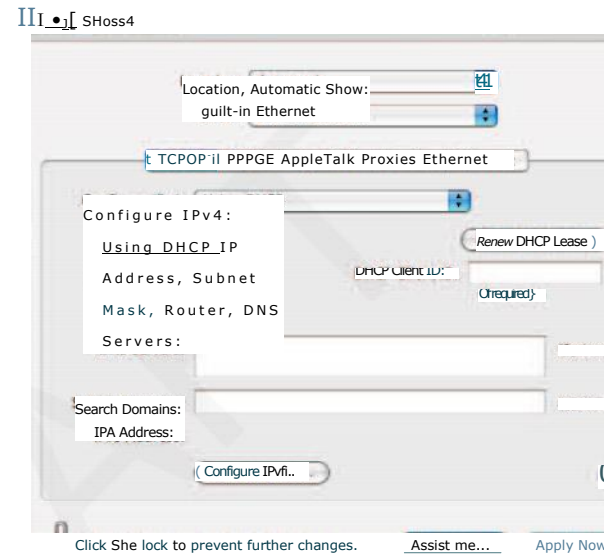 III •J[ SHoss4
Location, Automatic Show:
guilt-in Ethernet
t TCPOP'il PPPGE AppleTalk Proxies Ethernet
Configure IPv4:
Using DHCP IP
Address, Subnet
Mask, Router, DNS
Servers:
Renew DHCP Lease )
DHCP Client ID:
Ofrequired}
Search Domains:
IPA Address:
( Configure IPvfi..
Click She lock to prevent further changes.
Assist me...
Apply Now